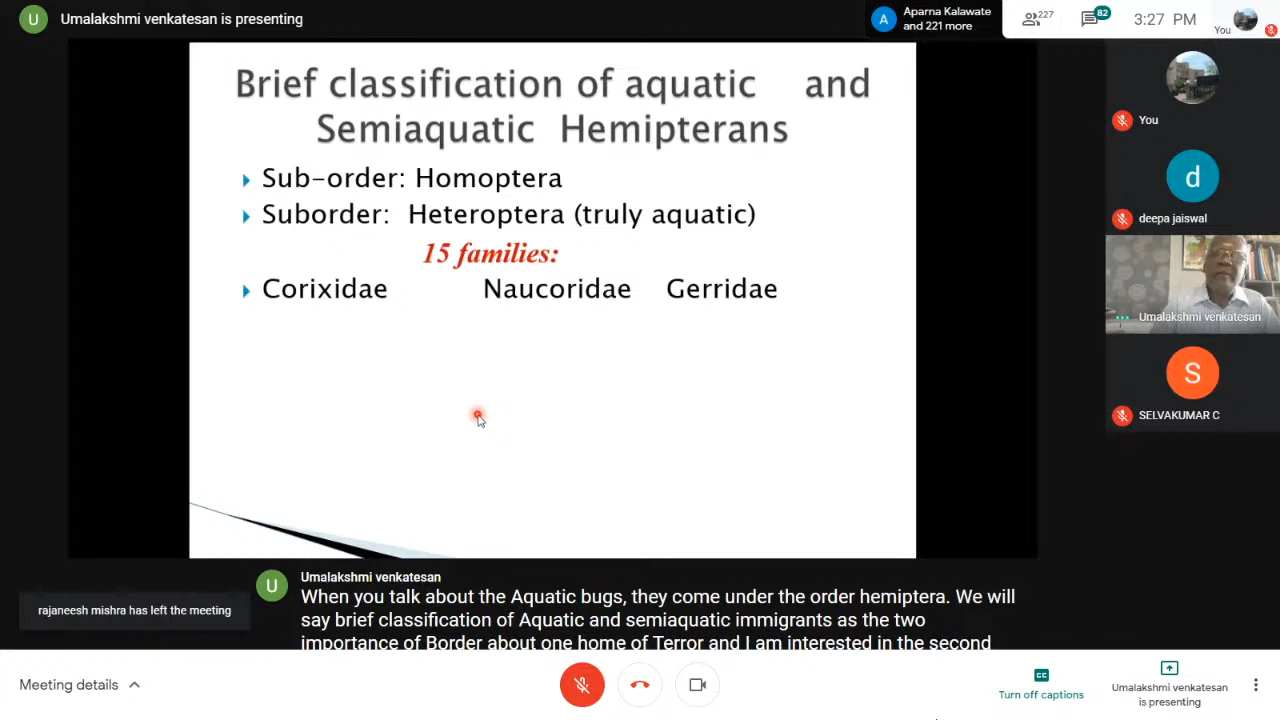 U Umalakshmi venkatesan is presenting
A Aparna Kalawate
and 221 more
227
82
3:27 PM
You
Brief classification of aquatic and
Semiaquatic Hemipterans
Sub-order: Homoptera
Suborder: Heteroptera (truly aquatic)
15 families:
Corixidae Naucoridae Gerridae
You
d
deepa jaiswal
Umalakshmi venkatesan
S
SELVAKUMAR C
rajaneesh mishra has left the meeting
U
Umalakshmi venkatesan
When you talk about the Aquatic bugs, they come under the order hemiptera. We will
say brief classification of Aquatic and semiaquatic immigrants as the two
importance of Border about one home of Terror and I am interested in the second
Meeting details
CC
Turn off captions
Umalakshmi venkatesan
is presenting